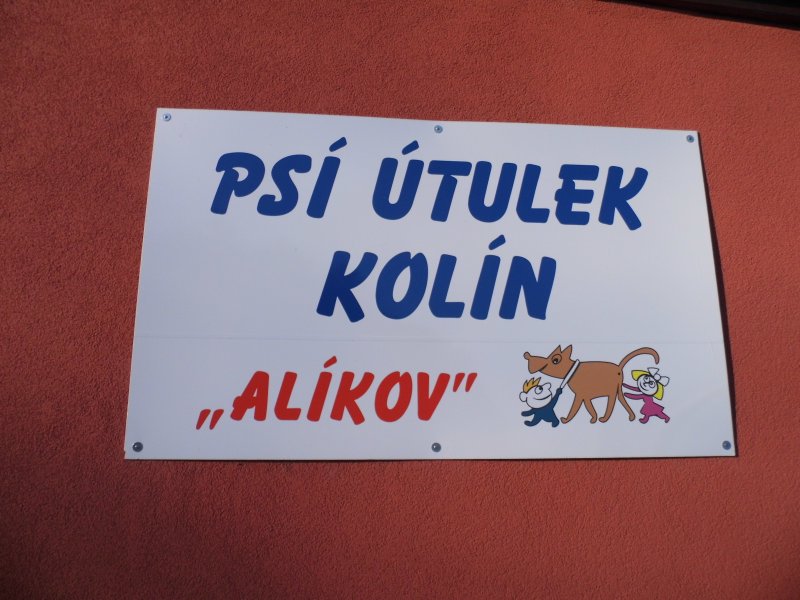 PSÍ ÚTULEK
KOLÍN
„ALÍKOV"